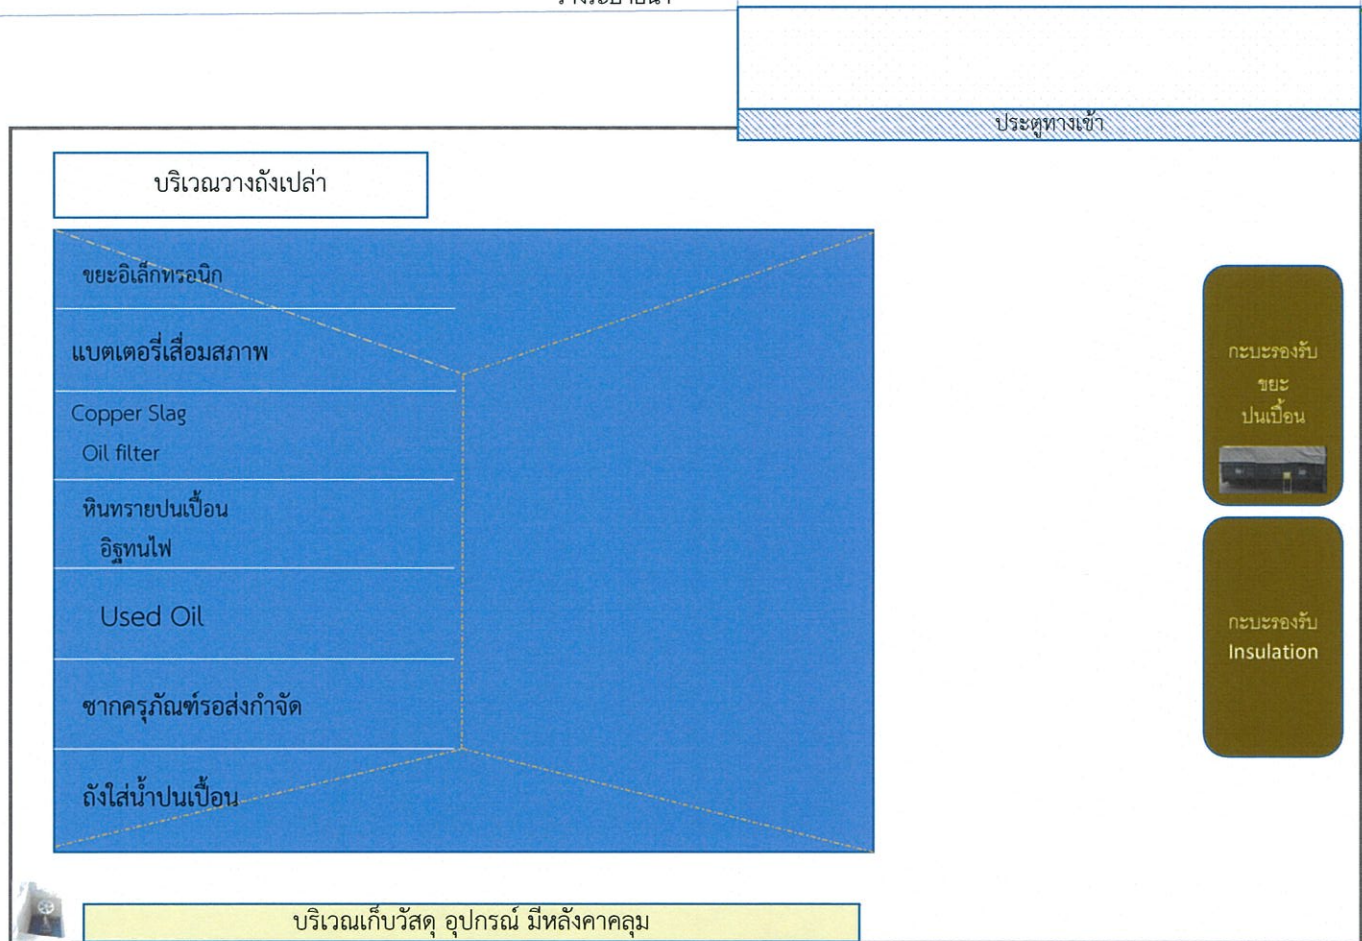 ประตูทางเข้า
บริเวณวางถังเปล่า
ขยะอิเล็กทรอนิก
แบตเตอรี่เสื่อมสภาพ
Copper Slag
Oil filter
หินทรายปนเปื้อน
อิฐทนไฟ
Used Oil
ซากครุภัณฑ์รอส่งกำจัด
ถังใส่น้ำปนเปื้อน
กะบะรองรับ
ขยะ
ปนเปื้อน
กะบะรองรับ
Insulation
บริเวณเก็บวัสดุ อุปกรณ์ มีหลังคาคลุม